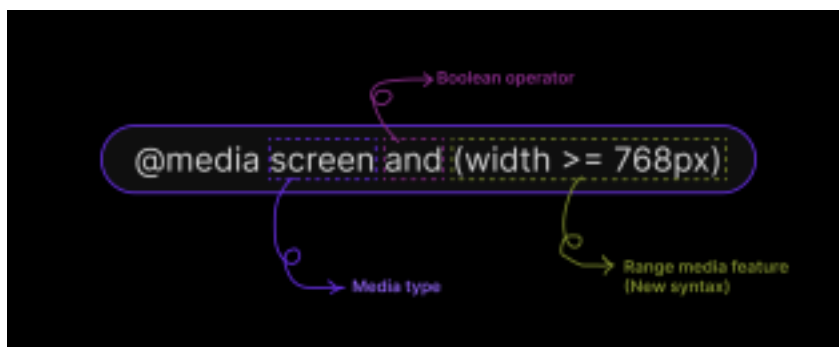 Boolean operator
@media screen and (width >= 768px)
Media type
Range media feature
(New syntax)